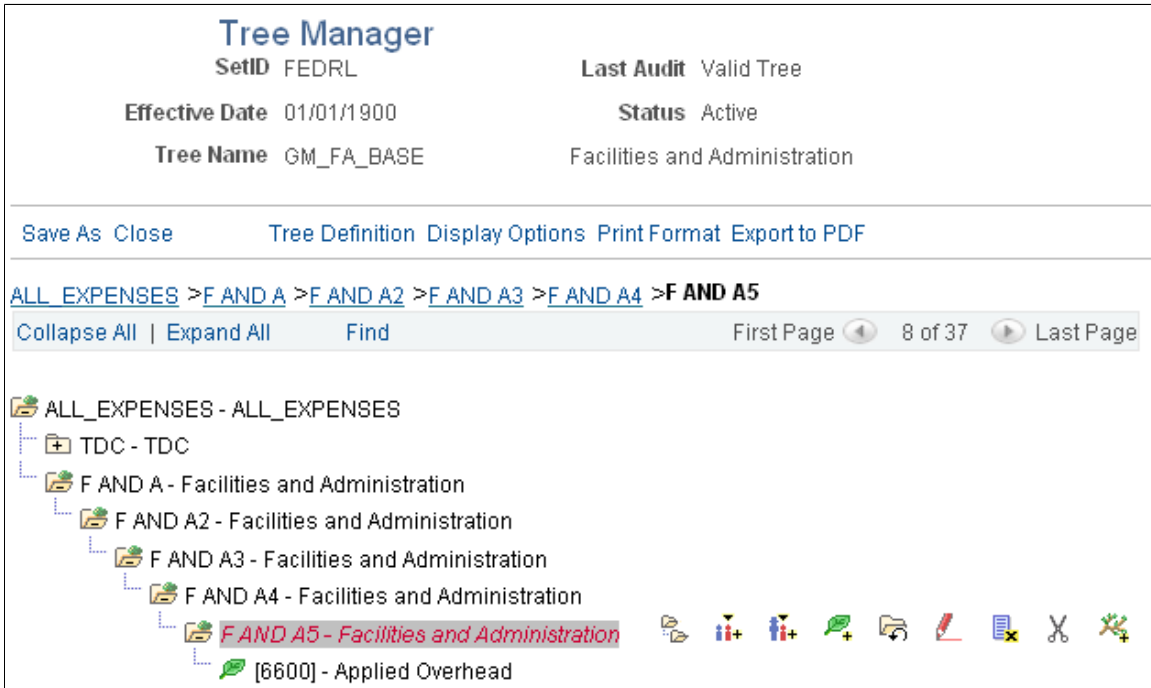 Tree Manager
SetID FEDRL Last Audit Valid Tree
Effective Date 01/01/1900 Status Active
Tree Name GM_FA_BASE Facilities and Administration
Save As Close Tree Definition Display Options Print Format Export to PDF
ALL_EXPENSES >F AND A >F AND A2 >F AND A3 >F AND A4 >F AND A5
Collapse All | Expand All Find First Page 8 of 37 Last Page
ALL_EXPENSES - ALL_EXPENSES
TDC - TDC
F AND A - Facilities and Administration
F AND A2 - Facilities and Administration
F AND A3 - Facilities and Administration
F AND A4 - Facilities and Administration
F AND A5 - Facilities and Administration
[6600] - Applied Overhead